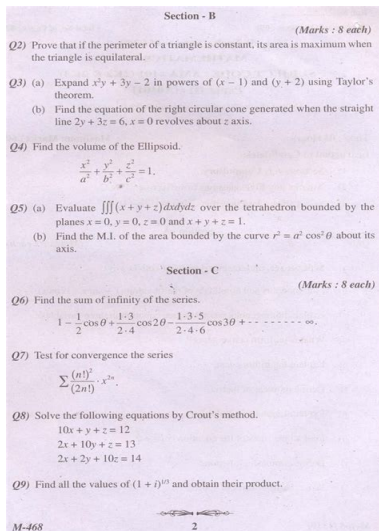 Section - B
(Marks : 8 each)
Q2) Prove that if the perimeter of a triangle is constant, its area is maximum when
the triangle is equilateral.
Q3) (a) Expand x²y + 3y – 2 in powers of (x – 1) and (y + 2) using Taylor's
theorem.
(b) Find the equation of the right circular cone generated when the straight
line 2y + 3z = 6, x = 0 revolves about z axis.
Q4) Find the volume of the Ellipsoid.
x²/a² + y²/b² + z²/c² = 1.
Q5) (a) Evaluate ∭(x + y + z)dxdydz over the tetrahedron bounded by the
planes x = 0, y = 0, z = 0 and x + y + z = 1.
(b) Find the M.I. of the area bounded by the curve r² = a² cos² θ about its
axis.
Section - C
(Marks : 8 each)
Q6) Find the sum of infinity of the series.
1 – 1/2 cos θ + 1·3/2·4 cos 2θ – 1·3·5/2·4·6 cos 3θ + - - - - - - - - ∞.
Q7) Test for convergence the series
∑ (n!)²/(2n!) · x²ⁿ.
Q8) Solve the following equations by Crout's method.
10x + y + z = 12
2x + 10y + z = 13
2x + 2y + 10z = 14
Q9) Find all the values of (1 + i)^1/3 and obtain their product.
M-468 2